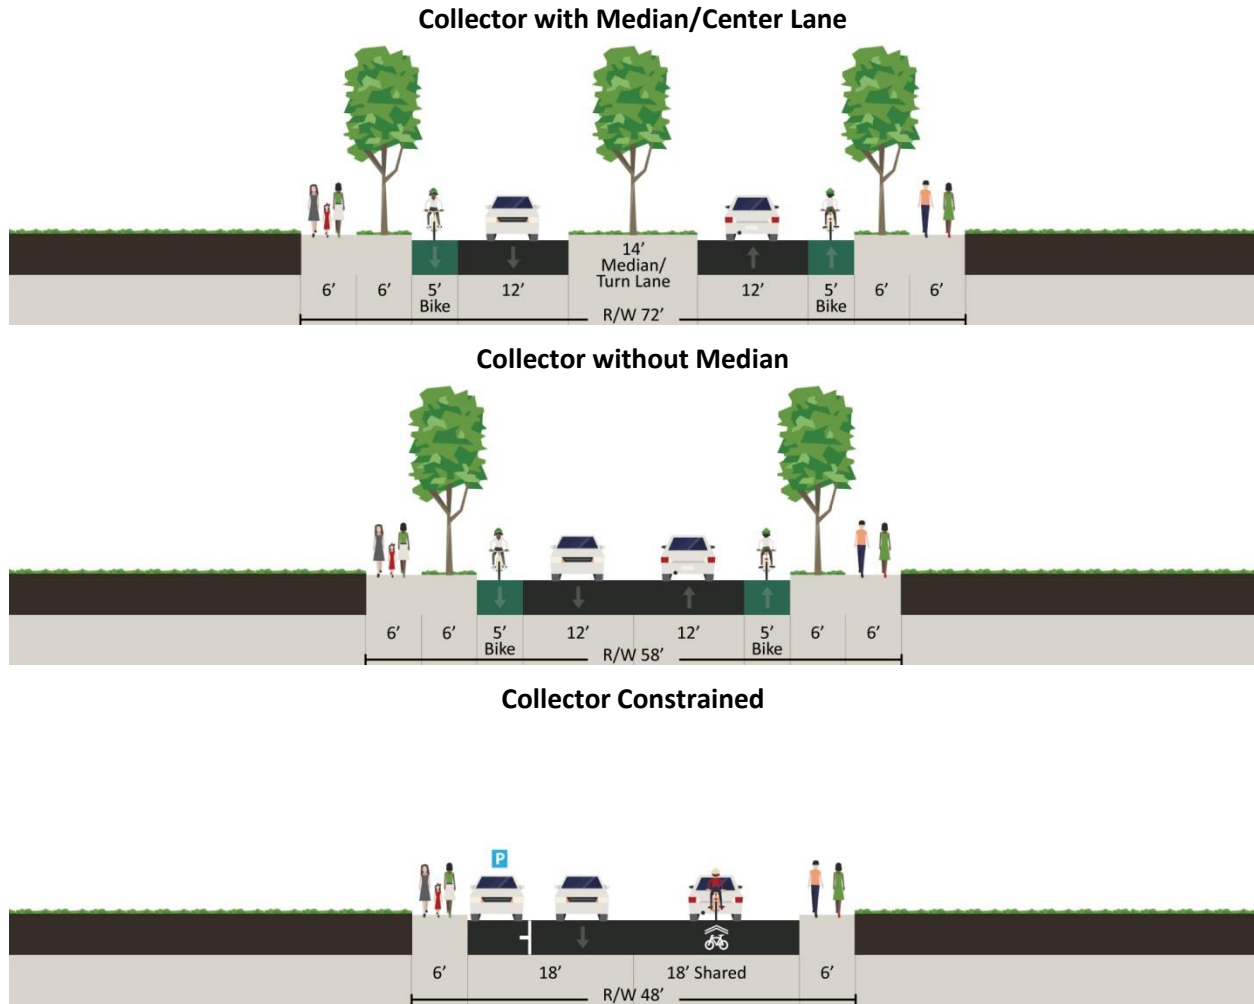 Collector with Median/Center Lane
14’
Median/
Turn Lane
6’ 6’ 5’ 12’ 12’ 5’ 6’ 6’
Bike Bike
R/W 72’
Collector without Median
6’ 6’ 5’ 12’ 12’ 5’ 6’ 6’
Bike Bike
R/W 58’
Collector Constrained
P
6’ 18’ 18’ Shared 6’
R/W 48’